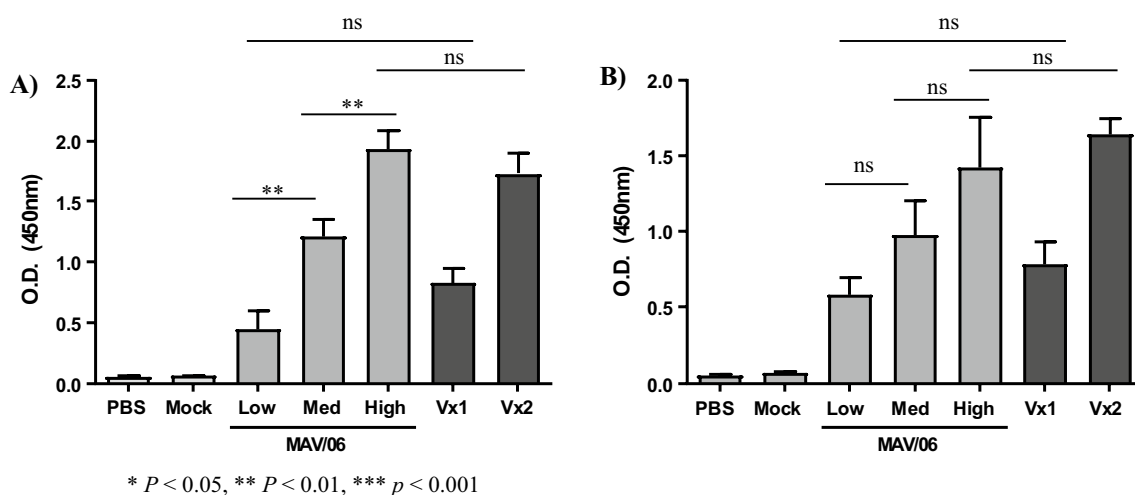 A)
ns
ns
**
**
O.D. (450nm)
2.5
2.0
1.5
1.0
0.5
0.0
PBS Mock Low Med High Vx1 Vx2
MAV/06
B)
ns
ns
ns
ns
O.D. (450nm)
2.0
1.5
1.0
0.5
0.0
PBS Mock Low Med High Vx1 Vx2
MAV/06
* P < 0.05, ** P < 0.01, *** p < 0.001